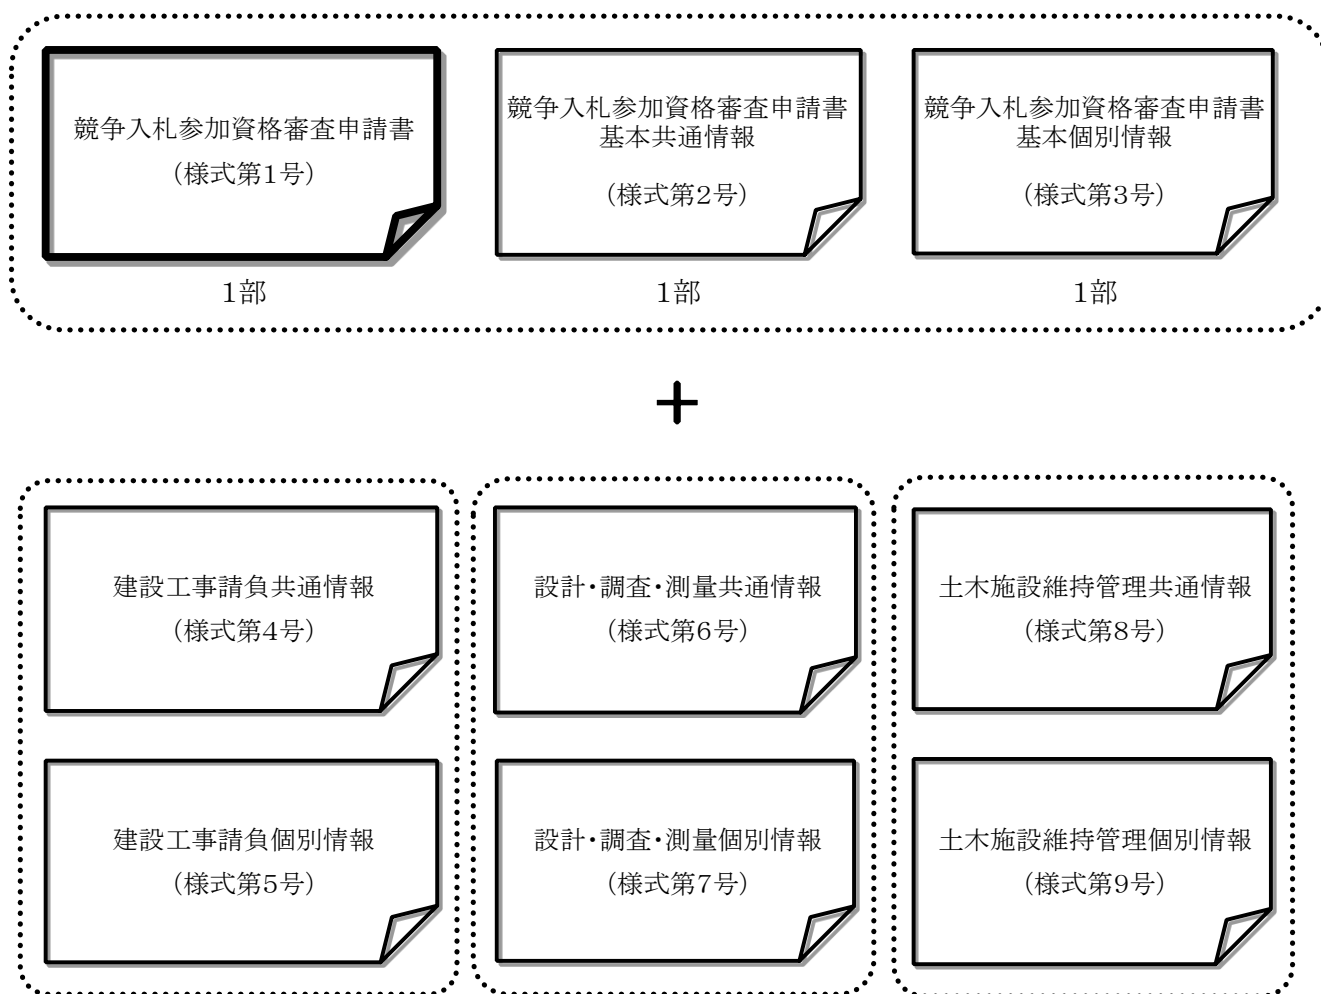 競争入札参加資格審査申請書
(様式第1号)
1部
競争入札参加資格審査申請書
基本共通情報
(様式第2号)
1部
競争入札参加資格審査申請書
基本個別情報
(様式第3号)
1部
+
建設工事請負共通情報
(様式第4号)
建設工事請負個別情報
(様式第5号)
設計・調査・測量共通情報
(様式第6号)
設計・調査・測量個別情報
(様式第7号)
土木施設維持管理共通情報
(様式第8号)
土木施設維持管理個別情報
(様式第9号)